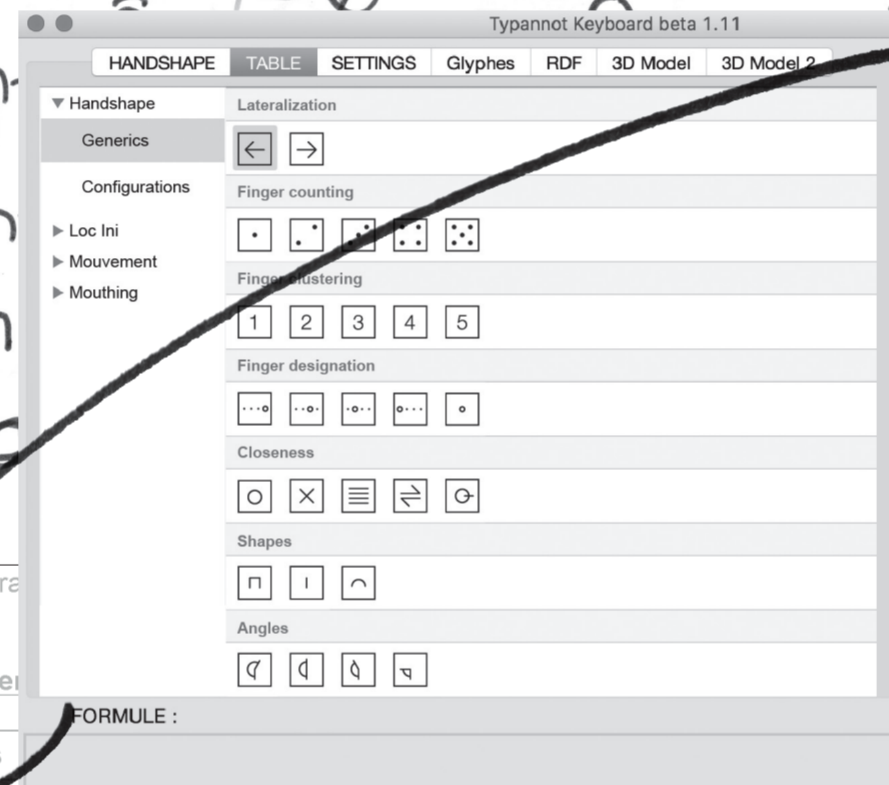 Typannot Keyboard beta 1.11
HANDSHAPE TABLE SETTINGS Glyphes RDF 3D Model 3D Model 2
Handshape
Generics
Configurations
Loc Ini
Mouvement
Mouthing
Lateralization
Finger counting
Finger clustering
1 2 3 4 5
Finger designation
Closeness
Shapes
Angles
FORMULE :